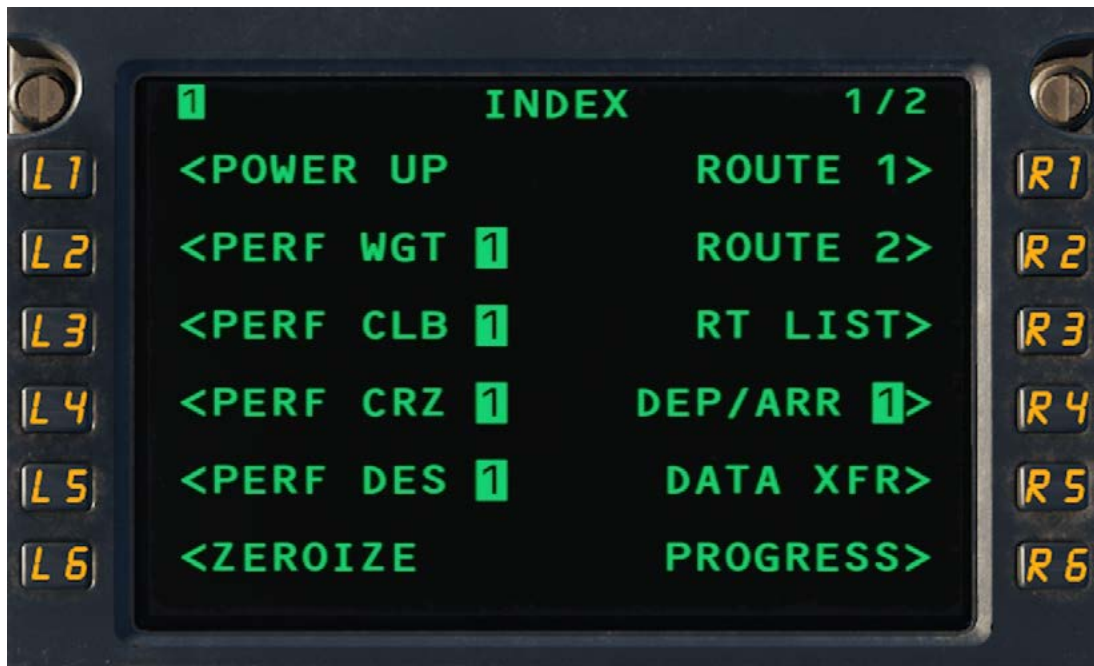 1 INDEX 1/2
L1 <POWER UP ROUTE 1> R1
L2 <PERF WGT 1 ROUTE 2> R2
L3 <PERF CLB 1 RT LIST> R3
L4 <PERF CRZ 1 DEP/ARR 1> R4
L5 <PERF DES 1 DATA XFR> R5
L6 <ZEROIZE PROGRESS> R6